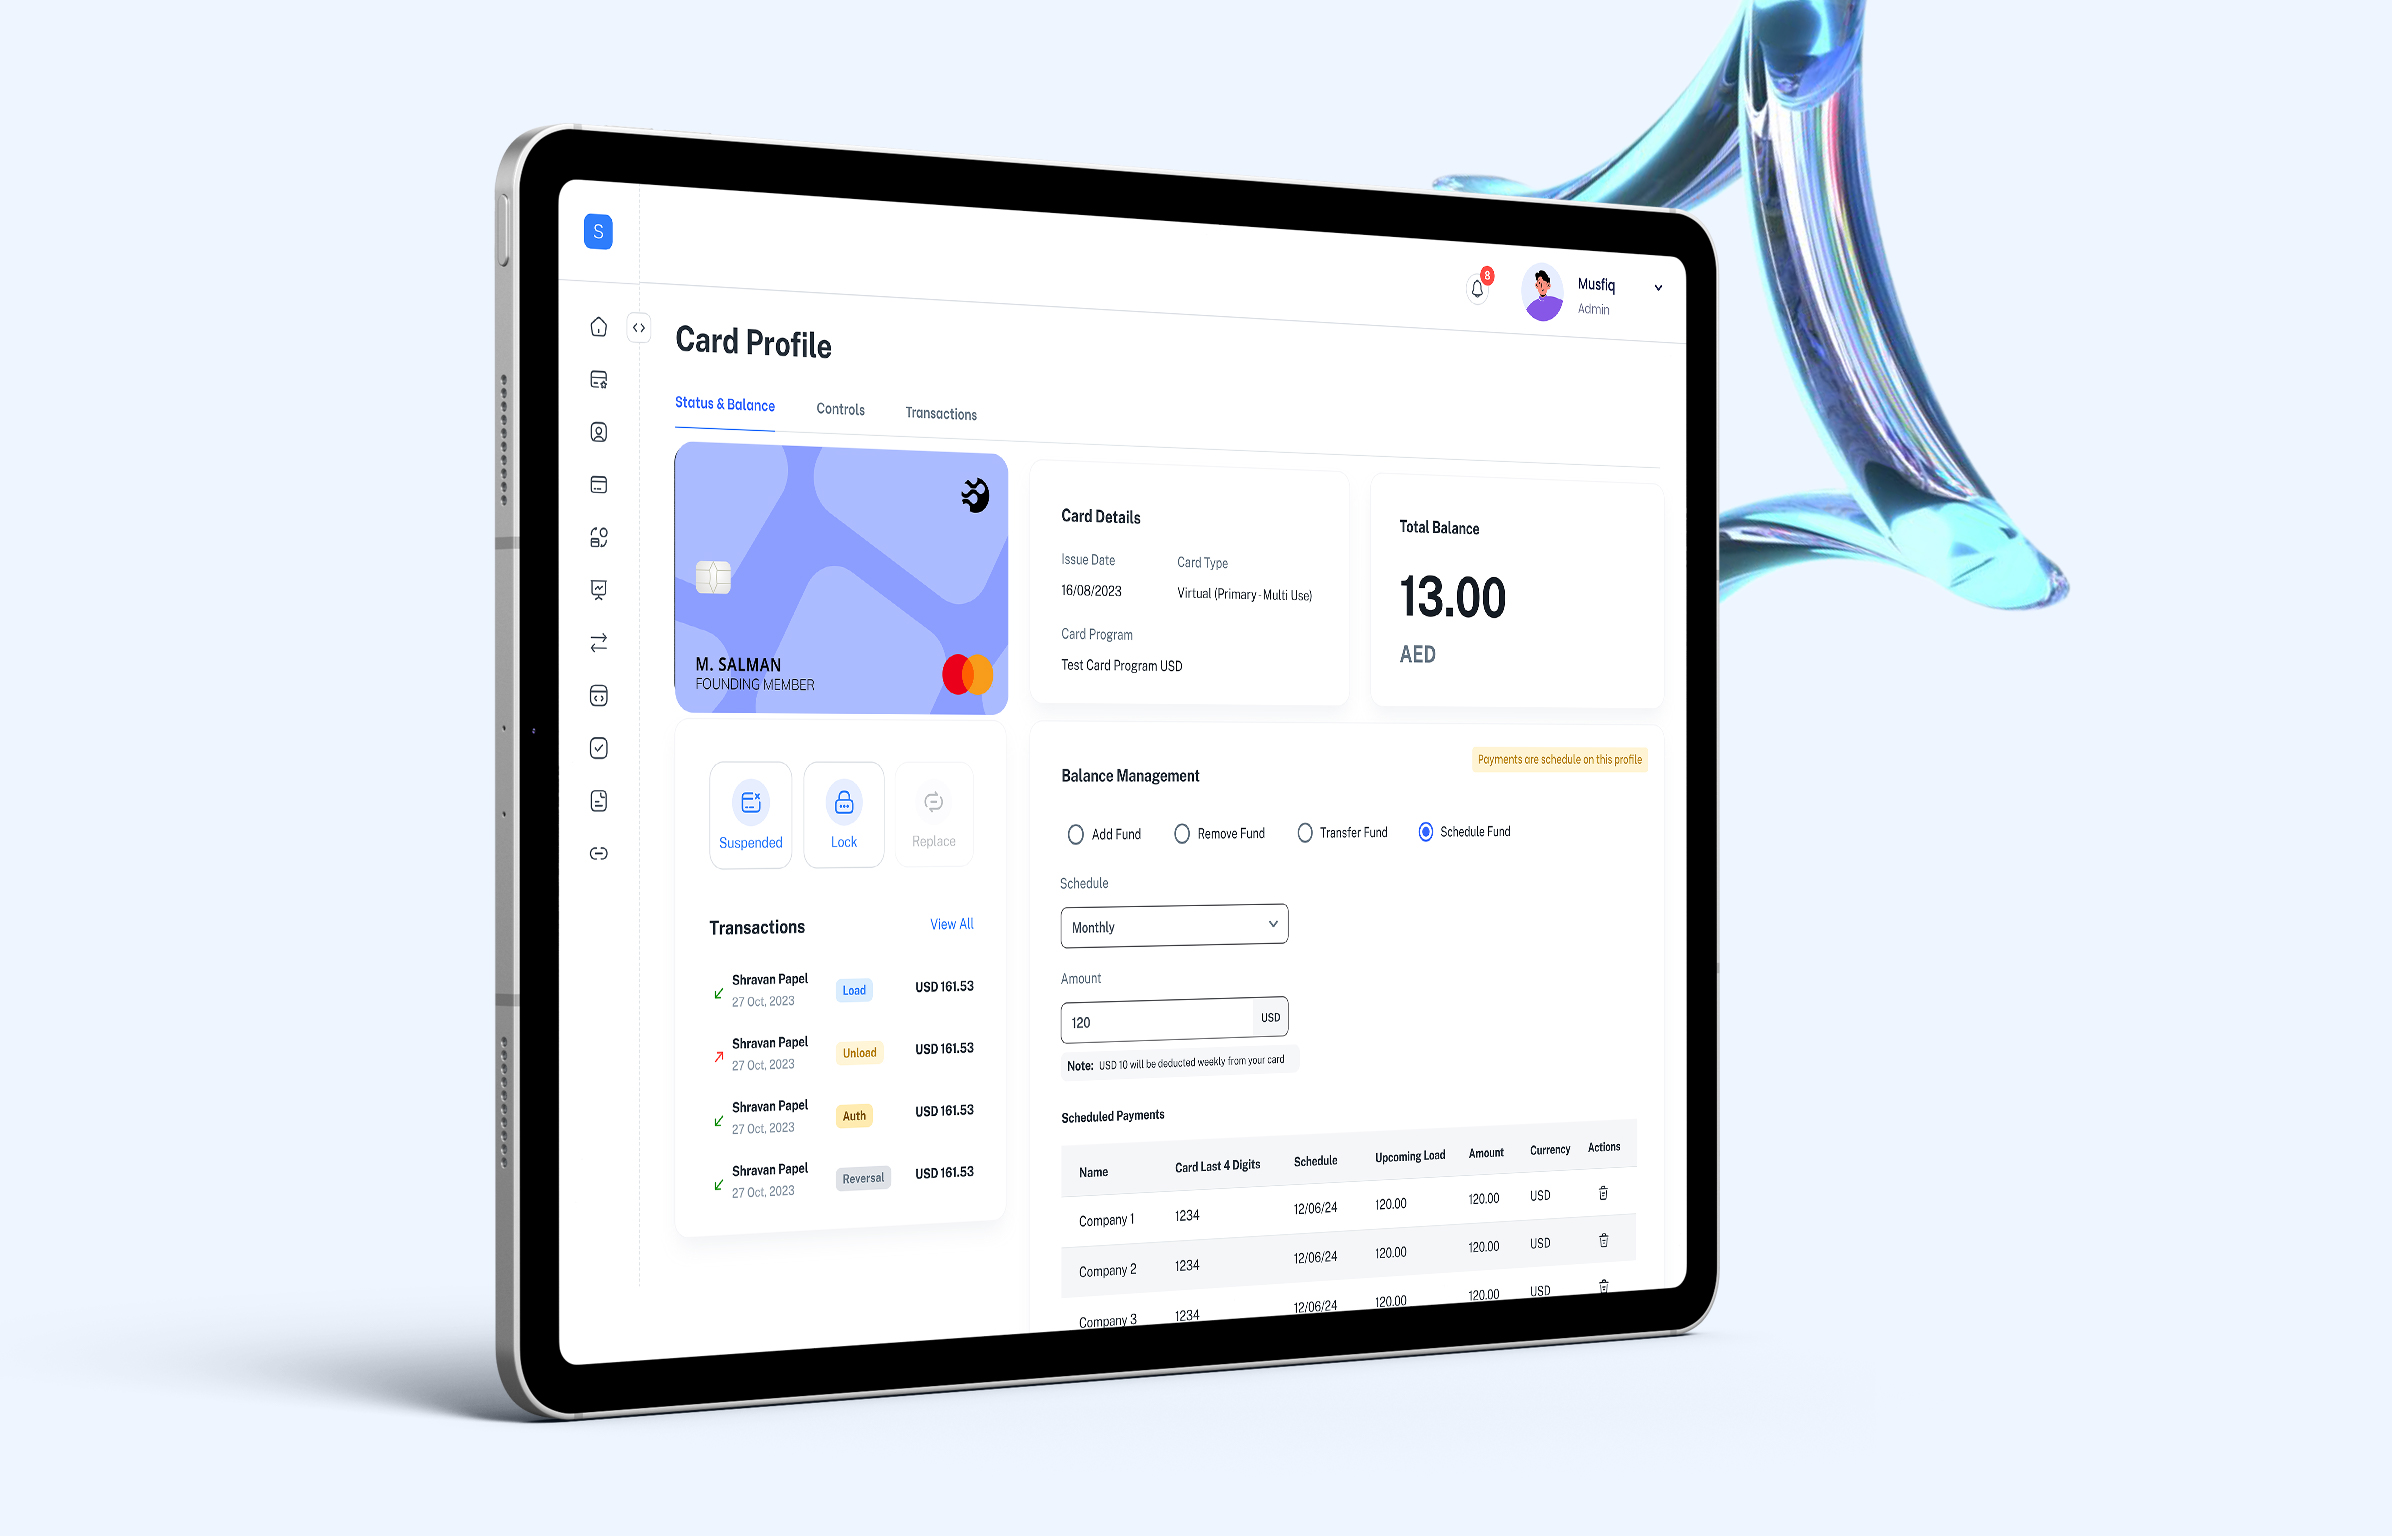 S
8
Musfiq
Admin
Card Profile
Status & Balance
Controls
Transactions
M. SALMAN
FOUNDING MEMBER
Card Details
Issue Date
Card Type
16/08/2023
Virtual (Primary - Multi Use)
Card Program
Test Card Program USD
Total Balance
13.00
AED
Suspended
Lock
Replace
Transactions
View All
Shravan Papel
27 Oct, 2023
Load
USD 161.53
Shravan Papel
27 Oct, 2023
Unload
USD 161.53
Shravan Papel
27 Oct, 2023
Auth
USD 161.53
Shravan Papel
27 Oct, 2023
Reversal
USD 161.53
Payments are schedule on this profile
Balance Management
Add Fund
Remove Fund
Transfer Fund
Schedule Fund
Schedule
Monthly
Amount
120
USD
Note: USD 10 will be deducted weekly from your card
Scheduled Payments
Name Card Last 4 Digits Schedule Upcoming Load Amount Currency Actions
Company 1 1234 12/06/24 120.00 120.00 USD
Company 2 1234 12/06/24 120.00 120.00 USD
Company 3 1234 12/06/24 120.00 120.00 USD